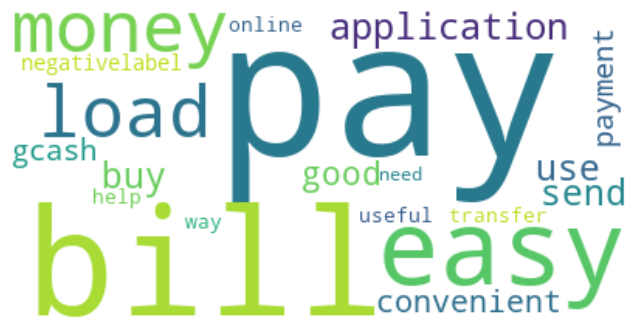 money
online
application
negativelabel
pay
payment
load
gcash
buy
good
need
use
send
help
bill
way
useful
transfer
easy
convenient